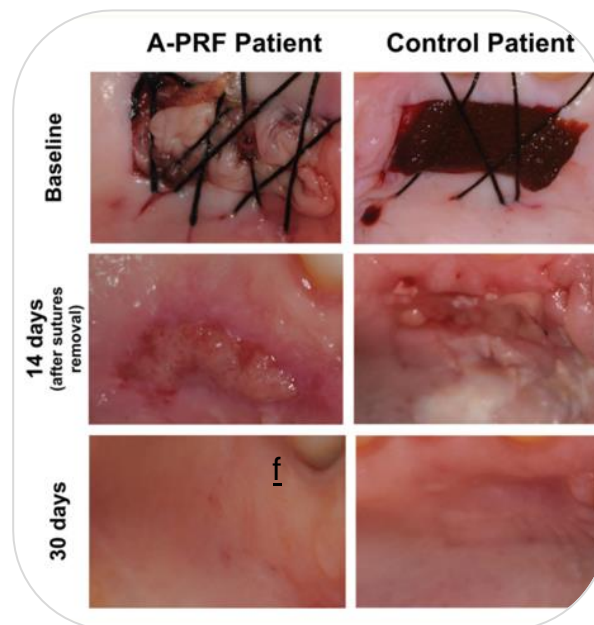 A-PRF Patient Control Patient
Baseline
14 days
(after sutures
removal)
f
30 days